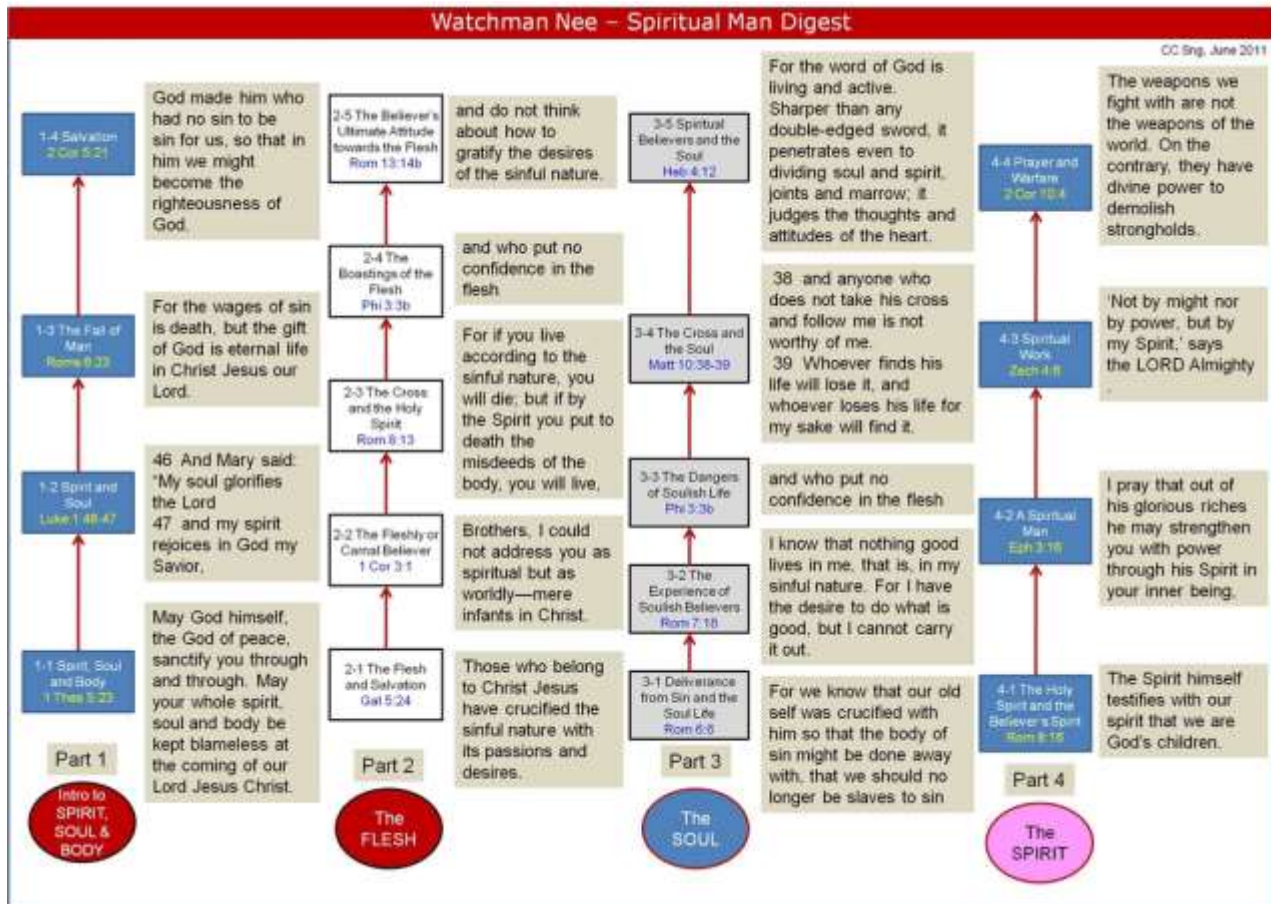 Watchman Nee – Spiritual Man Digest
CC Sng, June 2011
1-4 Salvation
2 Cor 5:21
God made him who
had no sin to be
sin for us, so that in
him we might
become the
righteousness of
God.
1-3 The Fall of
Man
Roms 6:23
For the wages of sin
is death, but the gift
of God is eternal life
in Christ Jesus our
Lord.
1-2 Spirit and
Soul
Luke 1:46-47
46 And Mary said:
"My soul glorifies
the Lord
47 and my spirit
rejoices in God my
Savior,
1-1 Spirit, Soul
and Body
1 Thes 5:23
May God himself,
the God of peace,
sanctify you through
and through. May
your whole spirit,
soul and body be
kept blameless at
the coming of our
Lord Jesus Christ.
Part 1
Intro to
SPIRIT,
SOUL &
BODY
2-5 The Believer's
Ultimate Attitude
towards the Flesh
Rom 13:14b
and do not think
about how to
gratify the desires
of the sinful nature.
2-4 The
Boastings of the
Flesh
Phi 3:3b
and who put no
confidence in the
flesh
2-3 The Cross
and the Holy
Spirit
Rom 8:13
For if you live
according to the
sinful nature, you
will die; but if by
the Spirit you put to
death the
misdeeds of the
body, you will live,
2-2 The Fleshly or
Carnal Believer
1 Cor 3:1
Brothers, I could
not address you as
spiritual but as
worldly—mere
infants in Christ.
2-1 The Flesh
and Salvation
Gal 5:24
Those who belong
to Christ Jesus
have crucified the
sinful nature with
its passions and
desires.
Part 2
The
FLESH
3-5 Spiritual
Believers and the
Soul
Heb 4:12
For the word of God is
living and active.
Sharper than any
double-edged sword, it
penetrates even to
dividing soul and spirit,
joints and marrow; it
judges the thoughts and
attitudes of the heart.
3-4 The Cross and
the Soul
Matt 10:38-39
38 and anyone who
does not take his cross
and follow me is not
worthy of me.
39 Whoever finds his
life will lose it, and
whoever loses his life for
my sake will find it.
3-3 The Dangers
of Soulish Life
Phi 3:3b
and who put no
confidence in the flesh
3-2 The
Experience of
Soulish Believers
Rom 7:18
I know that nothing good
lives in me, that is, in my
sinful nature. For I have
the desire to do what is
good, but I cannot carry
it out.
3-1 Deliverance
from Sin and the
Soul Life
Rom 6:6
For we know that our old
self was crucified with
him so that the body of
sin might be done away
with, that we should no
longer be slaves to sin
Part 3
The
SOUL
4-4 Prayer and
Warfare
2 Cor 10:4
The weapons we
fight with are not
the weapons of the
world. On the
contrary, they have
divine power to
demolish
strongholds.
4-3 Spiritual
Work
Zech 4:6
'Not by might nor
by power, but by
my Spirit,' says
the LORD Almighty
.
4-2 A Spiritual
Man
Eph 3:16
I pray that out of
his glorious riches
he may strengthen
you with power
through his Spirit in
your inner being.
4-1 The Holy
Spirit and the
Believer's Spirit
Rom 8:16
The Spirit himself
testifies with our
spirit that we are
God's children.
Part 4
The
SPIRIT